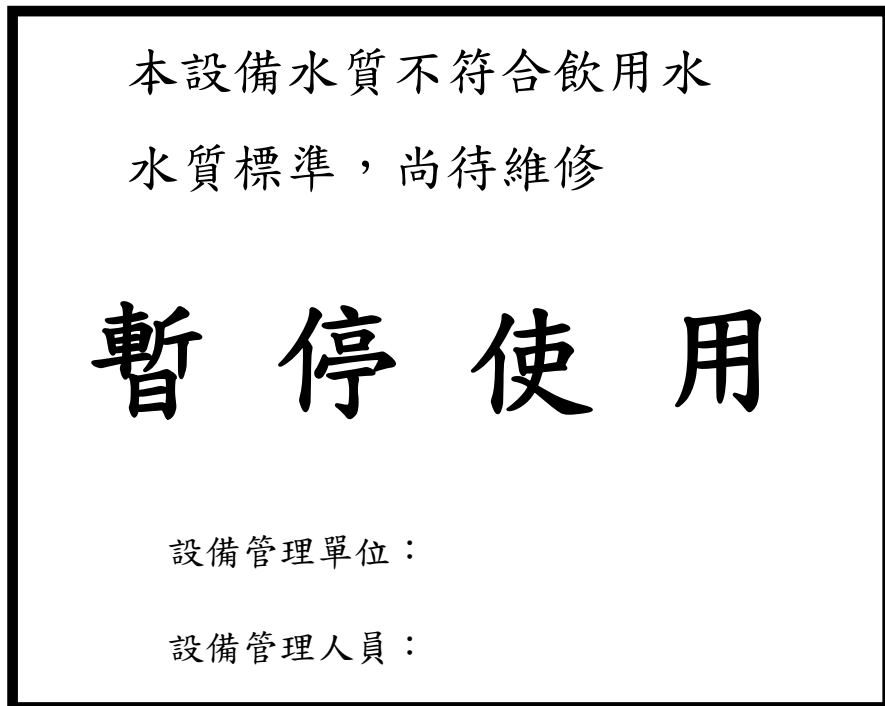 本設備水質不符合飲用水
水質標準，尚待維修
暫停使用
設備管理單位：
設備管理人員：